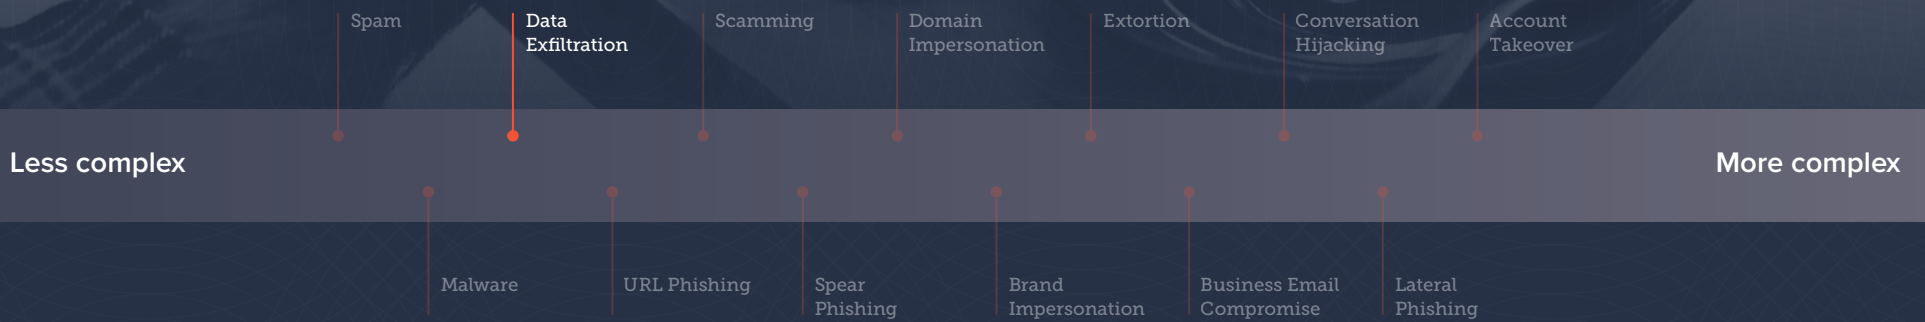 Spam
Data
Exfiltration
Scamming
Domain
Impersonation
Extortion
Conversation
Hijacking
Account
Takeover
Less complex
More complex
Malware
URL Phishing
Spear
Phishing
Brand
Impersonation
Business Email
Compromise
Lateral
Phishing